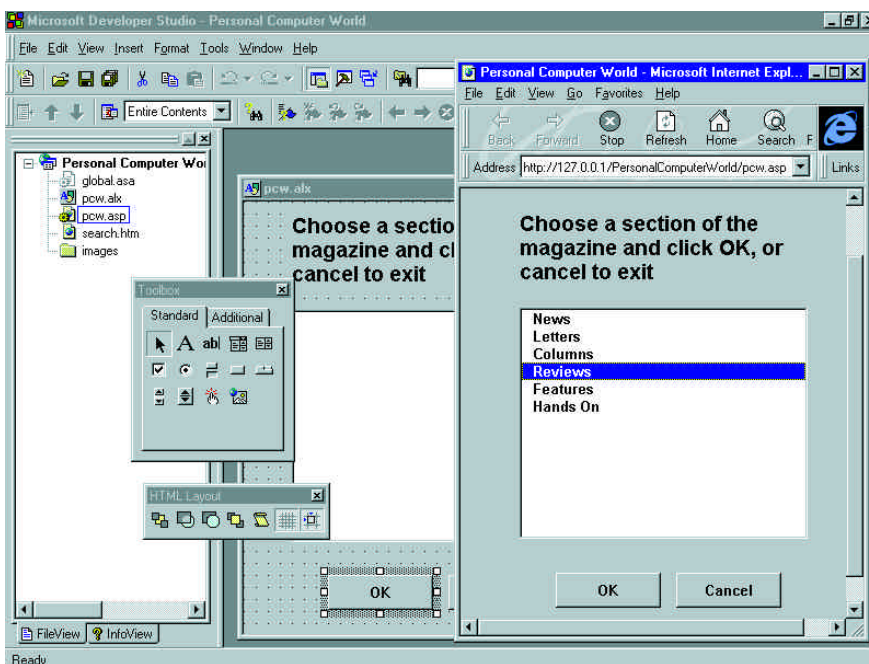 Microsoft Developer Studio - Personal Computer World
File Edit View Insert Format Tools Window Help
Entire Contents
Personal Computer Wor
global.asa
pcw.alx
pcw.asp
search.htm
images
FileView InfoView
Ready
pcw.alx
Choose a sectio
magazine and cl
cancel to exit
OK
Toolbox
Standard Additional
A ab
HTML Layout
Personal Computer World - Microsoft Internet Expl...
File Edit View Go Favorites Help
Back Forward Stop Refresh Home Search F
Address http://127.0.0.1/PersonalComputerWorld/pcw.asp Links
Choose a section of the
magazine and click OK, or
cancel to exit
News
Letters
Columns
Reviews
Features
Hands On
OK Cancel